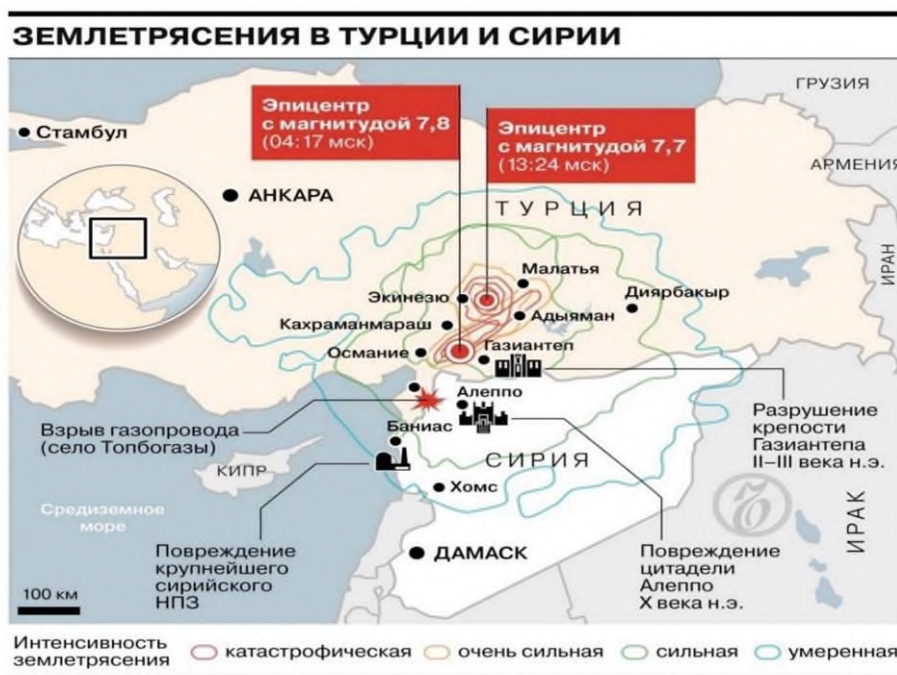 ЗЕМЛЕТРЯСЕНИЯ В ТУРЦИИ И СИРИИ
ГРУЗИЯ
Эпицентр
с магнитудой 7,8
(04:17 мск)
Эпицентр
с магнитудой 7,7
(13:24 мск)
Стамбул
АРМЕНИЯ
АНКАРА
ТУРЦИЯ
ИРАН
Малатья
Экинезю
Диярбакыр
Адыяман
Кахраманмараш
Газиантеп
Османие
Алеппо
Взрыв газопровода
(село Топбогазы)
Баниас
Разрушение
крепости
Газиантепа
II–III века н.э.
КИПР
СИРИЯ
Хомс
Средиземное
море
ИРАК
Повреждение
крупнейшего
сирийского
НПЗ
ДАМАСК
Повреждение
цитадели
Алеппо
X века н.э.
100 км
Интенсивность
землетрясения
катастрофическая
очень сильная
сильная
умеренная